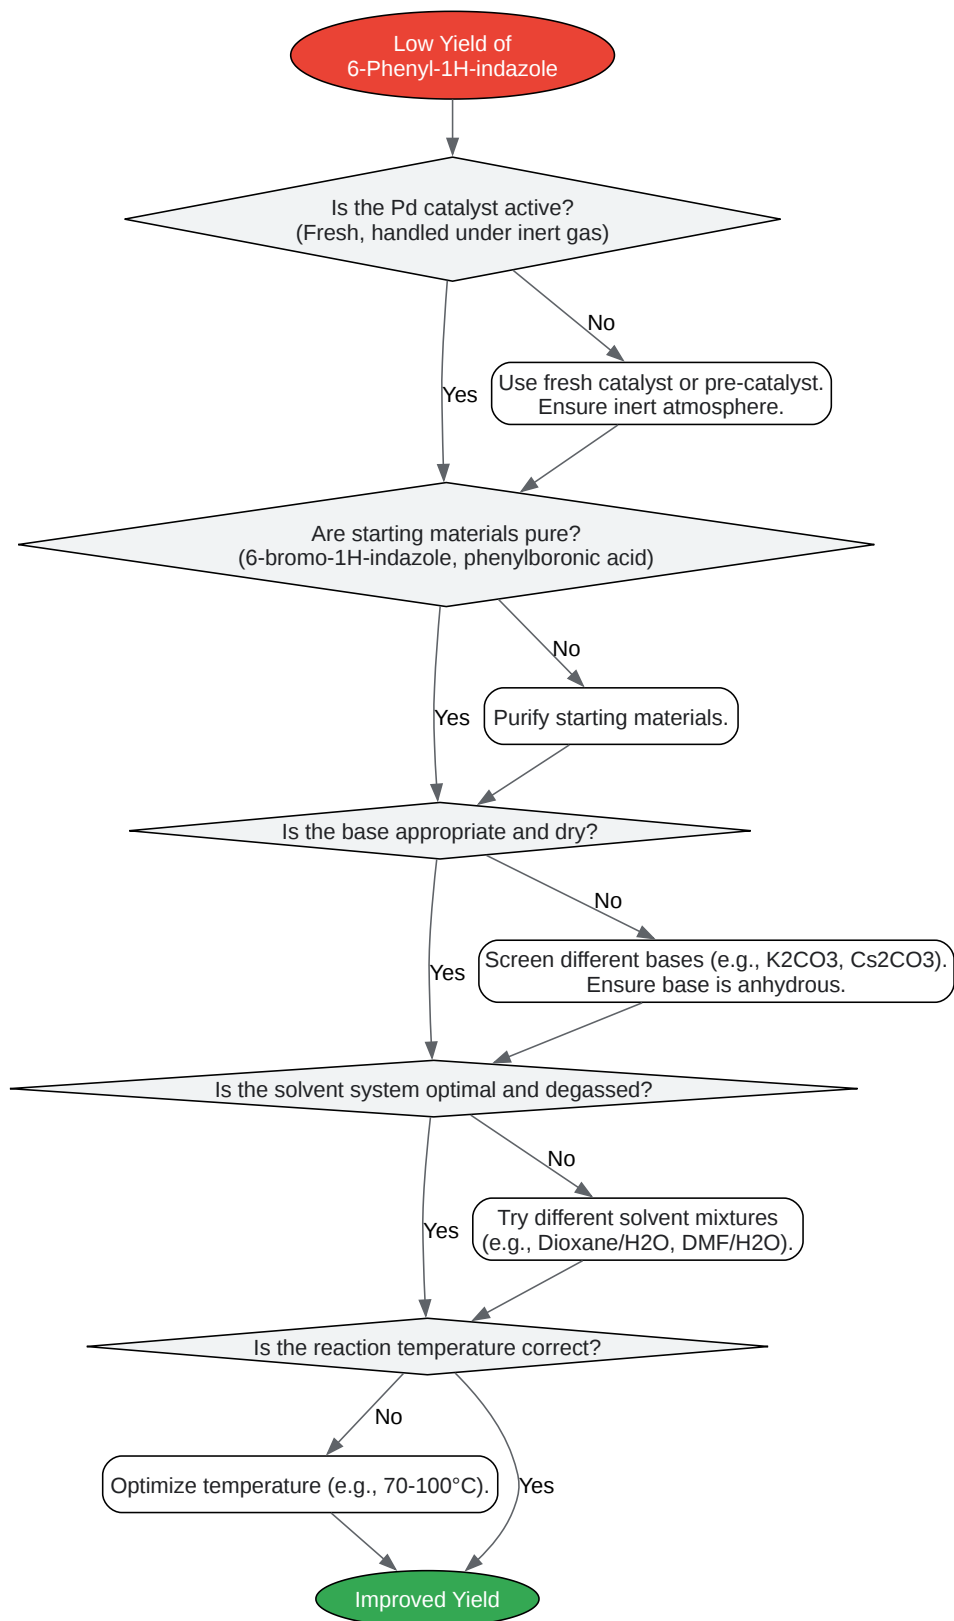 Low Yield of
6-Phenyl-1H-indazole
Is the Pd catalyst active?
(Fresh, handled under inert gas)
No
Yes
Use fresh catalyst or pre-catalyst.
Ensure inert atmosphere.
Are starting materials pure?
(6-bromo-1H-indazole, phenylboronic acid)
No
Yes
Purify starting materials.
Is the base appropriate and dry?
No
Yes
Screen different bases (e.g., K2CO3, Cs2CO3).
Ensure base is anhydrous.
Is the solvent system optimal and degassed?
No
Yes
Try different solvent mixtures
(e.g., Dioxane/H2O, DMF/H2O).
Is the reaction temperature correct?
No
Optimize temperature (e.g., 70-100°C).
Yes
Improved Yield